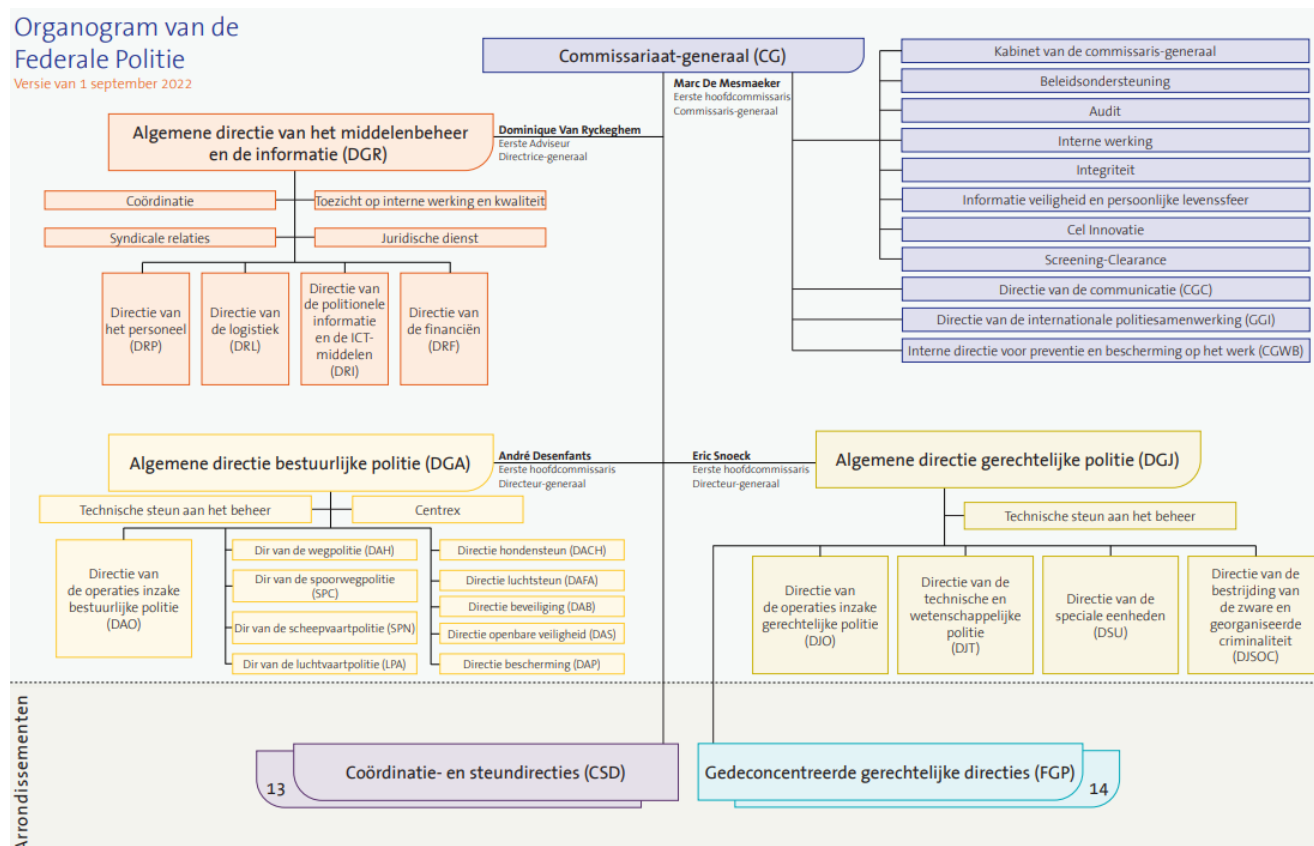 Organogram van de
Federale Politie
Versie van 1 september 2022
Commissariaat-generaal (CG)
Marc De Mesmaeker
Eerste hoofdcommissaris
Commissaris-generaal
Kabinet van de commissaris-generaal
Beleidsondersteuning
Audit
Interne werking
Integriteit
Informatie veiligheid en persoonlijke levenssfeer
Cel Innovatie
Screening-Clearance
Directie van de communicatie (CGC)
Directie van de internationale politiesamenwerking (GGI)
Interne directie voor preventie en bescherming op het werk (CGWB)
Algemene directie van het middelenbeheer
en de informatie (DGR)
Dominique Van Ryckeghem
Eerste Adviseur
Directrice-generaal
Coördinatie
Toezicht op interne werking en kwaliteit
Syndicale relaties
Juridische dienst
Directie van
het personeel
(DRP)
Directie van
de logistiek
(DRL)
Directie van
de politionele
informatie
en de ICT-
middelen
(DRI)
Directie van
de financiën
(DRF)
Algemene directie bestuurlijke politie (DGA)
André Desenfants
Eerste hoofdcommissaris
Directeur-generaal
Technische steun aan het beheer
Centrex
Directie van
de operaties inzake
bestuurlijke politie
(DAO)
Dir van de wegpolitie (DAH)
Dir van de spoorwegpolitie
(SPC)
Dir van de scheepvaartpolitie (SPN)
Dir van de luchtvaartpolitie (LPA)
Directie hondensteun (DACH)
Directie luchtsteun (DAFA)
Directie beveiliging (DAB)
Directie openbare veiligheid (DAS)
Directie bescherming (DAP)
Eric Snoeck
Eerste hoofdcommissaris
Directeur-generaal
Algemene directie gerechtelijke politie (DGJ)
Technische steun aan het beheer
Directie van
de operaties inzake
gerechtelijke politie
(DJO)
Directie van de
technische en
wetenschappelijke
politie
(DJT)
Directie van de
speciale eenheden
(DSU)
Directie van de
bestrijding van
de zware en
georganiseerde
criminaliteit
(DJSOC)
Arrondissementen
13
Coördinatie- en steundirecties (CSD)
Gedeconcentreerde gerechtelijke directies (FGP)
14